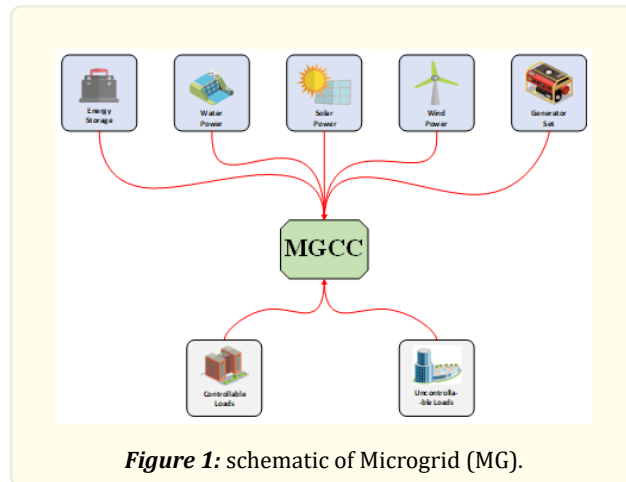 Energy
Storage
Water
Power
Solar
Power
Wind
Power
Generator
Set
MGCC
Controllable
Loads
Uncontrolla-
-ble Loads
Figure 1: schematic of Microgrid (MG).